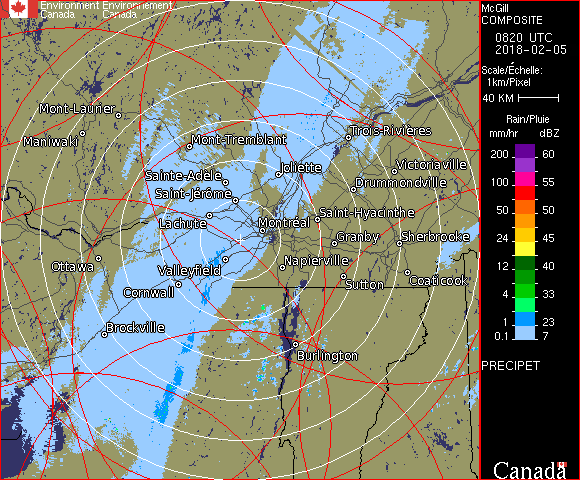 Environment Environnement
Canada Canada
McGill
COMPOSITE
0820 UTC
2018-02-05
Scale/Échelle:
1km/Pixel
40 KM
Rain/Pluie
mm/hr dBZ
200 60
100 55
50 50
24 45
12 40
4 33
1 23
0.1 7
PRECIPET
Canada
Mont-Laurier
Maniwaki
Mont-Tremblant
Trois-Rivières
Joliette
Victoriaville
Sainte-Adèle
Drummondville
Saint-Jérôme
Saint-Hyacinthe
Lachute
Montréal
Granby
Sherbrooke
Ottawa
Napierville
Valleyfield
Sutton
Coaticook
Cornwall
Brockville
Burlington